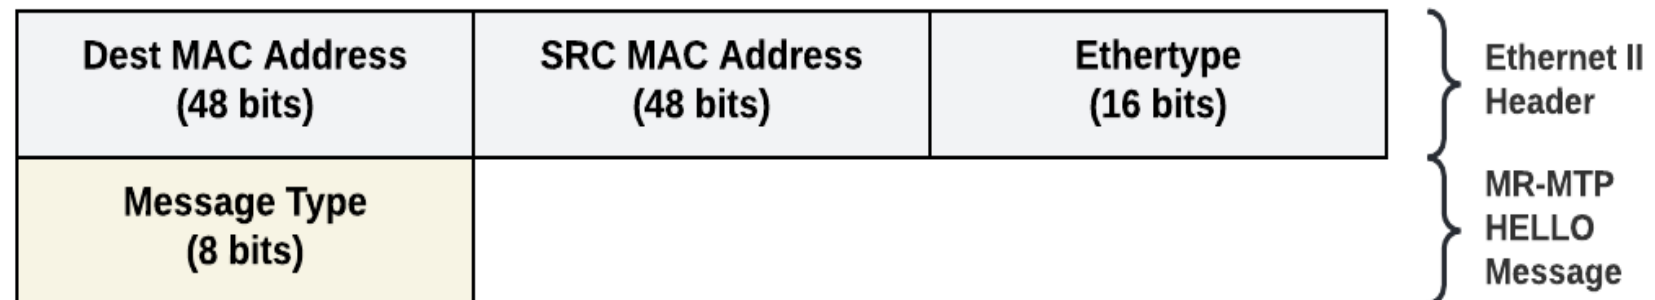 Dest MAC Address
(48 bits)
SRC MAC Address
(48 bits)
Ethertype
(16 bits)
Ethernet II
Header
Message Type
(8 bits)
MR-MTP
HELLO
Message